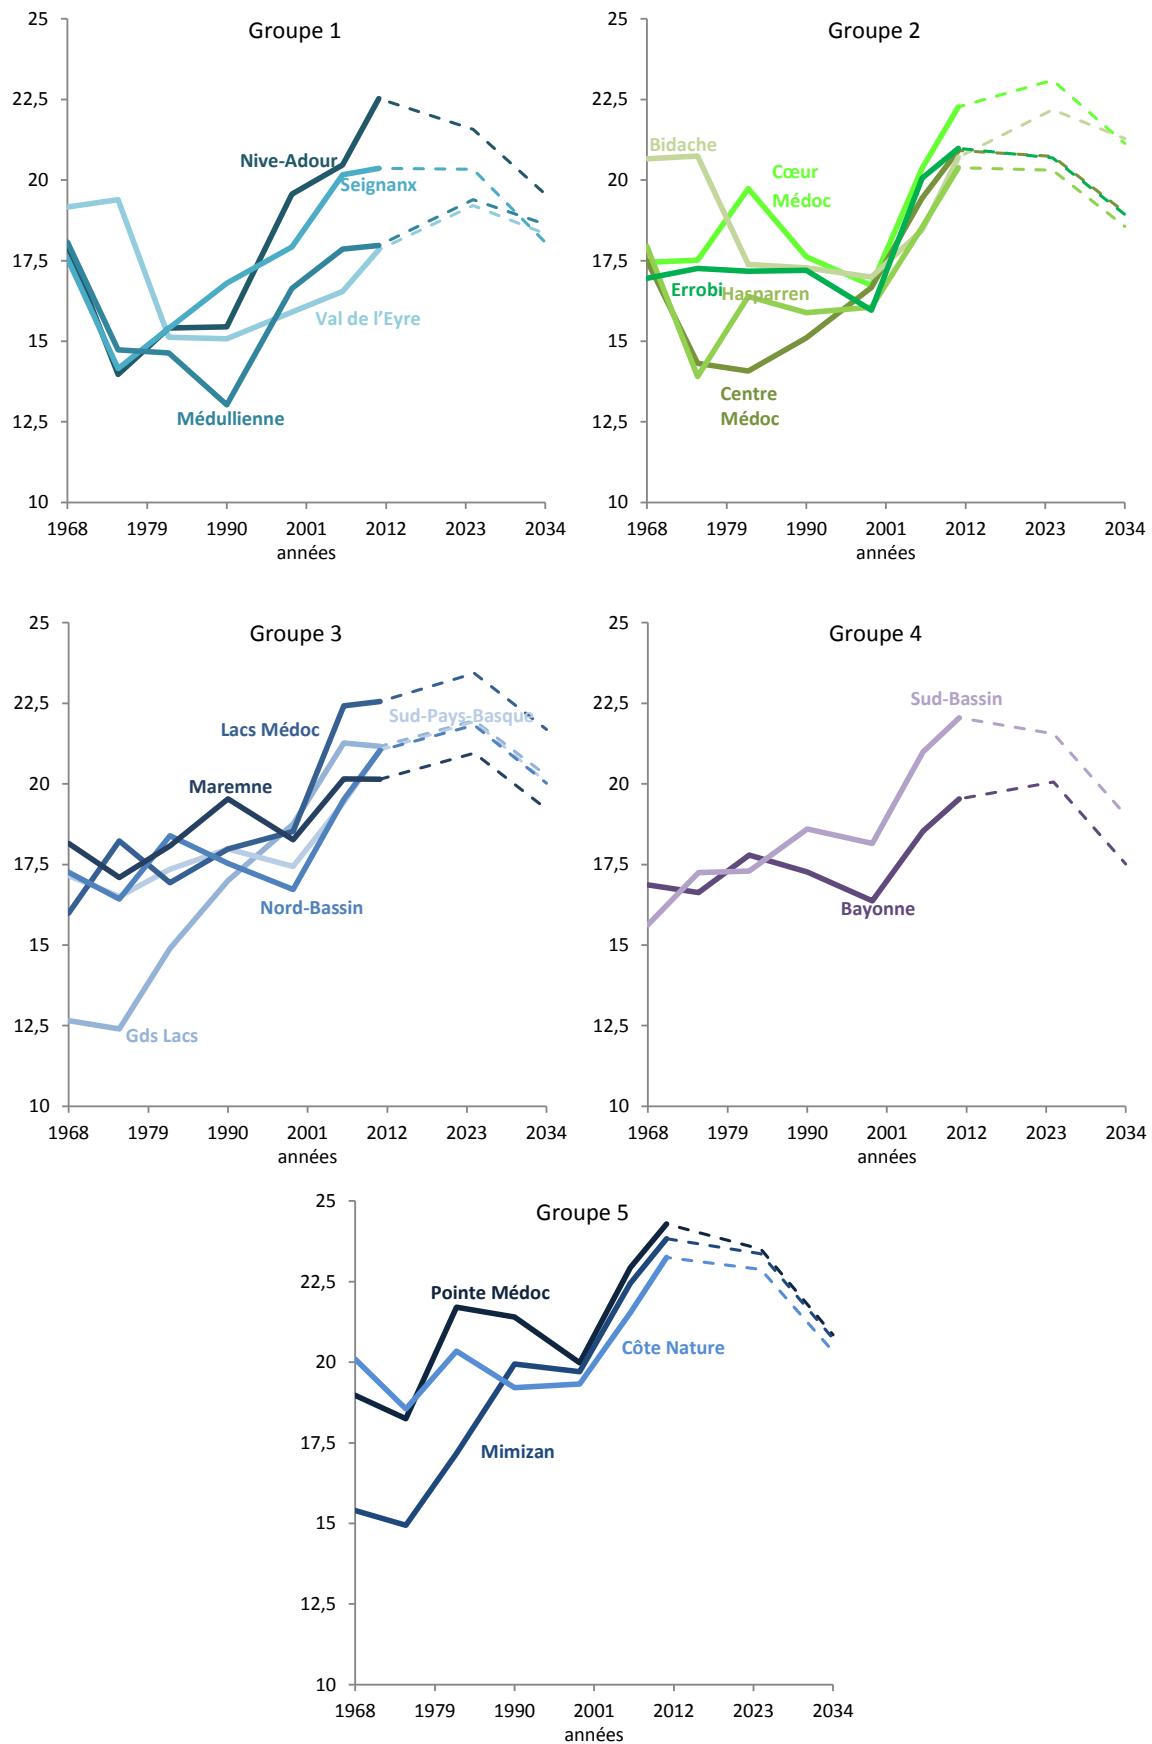 Groupe 1
25
22,5
20
17,5
15
12,5
10
Nive-Adour
Seignanx
Val de l’Eyre
Médullienne
1968 1979 1990 2001 2012 2023 2034
années
Groupe 2
25
22,5
20
17,5
15
12,5
10
Bidache
Cœur
Médoc
Errobi
Hasparren
Centre
Médoc
1968 1979 1990 2001 2012 2023 2034
années
Groupe 3
25
22,5
20
17,5
15
12,5
10
Lacs Médoc
Sud-Pays-Basque
Maremne
Nord-Bassin
Gds Lacs
1968 1979 1990 2001 2012 2023 2034
années
Groupe 4
25
22,5
20
17,5
15
12,5
10
Sud-Bassin
Bayonne
1968 1979 1990 2001 2012 2023 2034
années
Groupe 5
25
22,5
20
17,5
15
12,5
10
Pointe Médoc
Côte Nature
Mimizan
1968 1979 1990 2001 2012 2023 2034
années